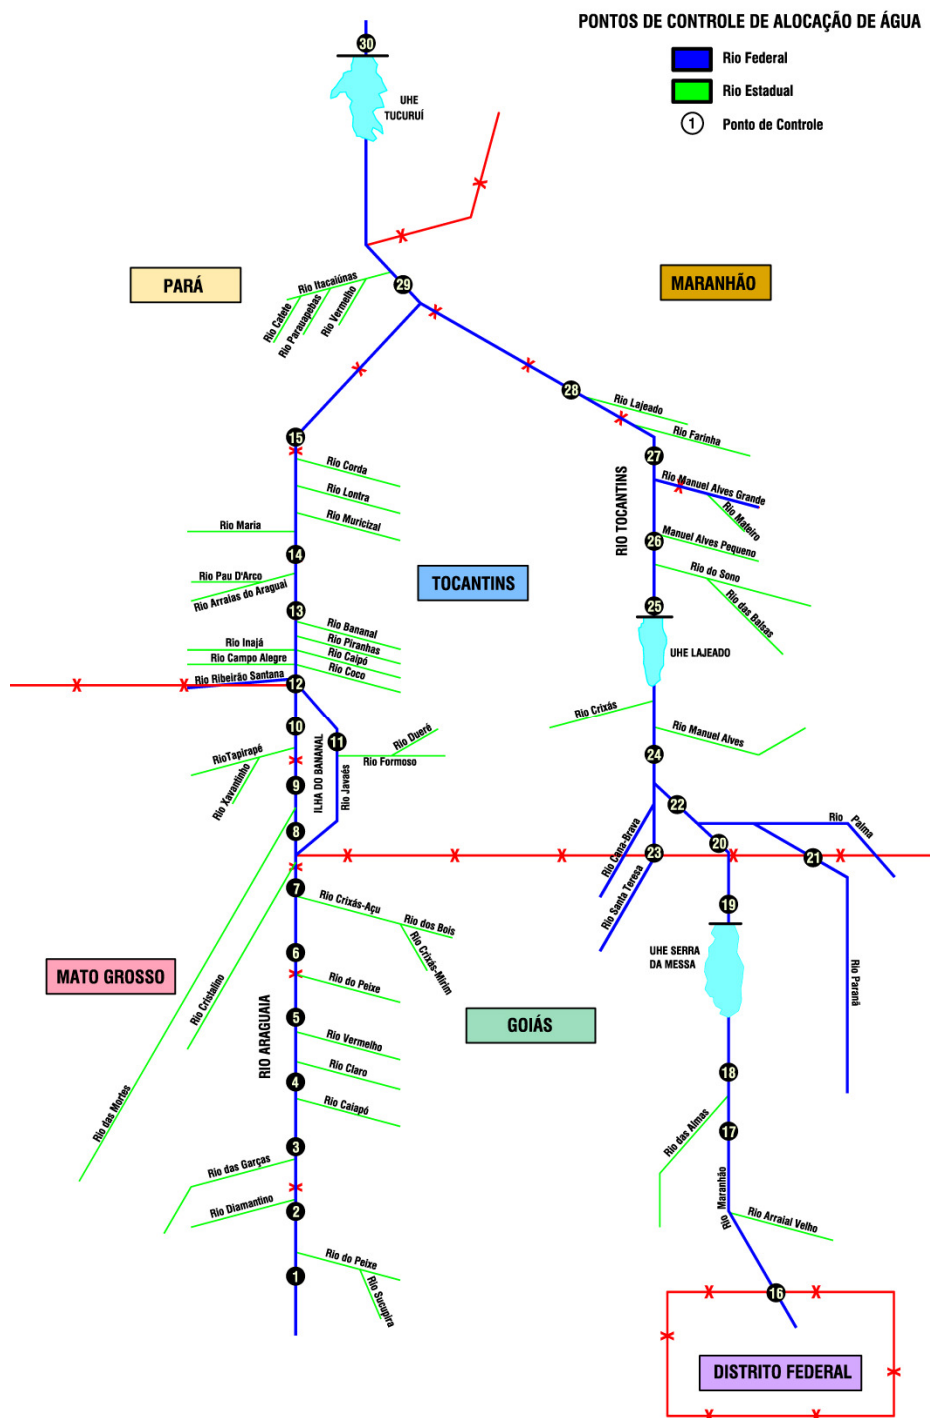 PONTOS DE CONTROLE DE ALOCAÇÃO DE ÁGUA
Rio Federal
Rio Estadual
1 Ponto de Controle
30
UHE
TUCURUÍ
PARÁ
MARANHÃO
Rio Itacaiúnas
29
Rio Cafete
Rio Parauapebas
Rio Vermelho
28
Rio Lajeado
Rio Farinha
15
27
Rio Corda
Rio Manuel Alves Grande
Rio Lontra
Rio Mateiro
Rio Muricizal
RIO TOCANTINS
Rio Maria
26
Manuel Alves Pequeno
14
Rio do Sono
Rio Pau D'Arco
TOCANTINS
Rio das Balsas
Rio Arraias do Araguai
13
25
Rio Bananal
Rio Piranhas
Rio Inajá
Rio Caipó
UHE LAJEADO
Rio Campo Alegre
Rio Coco
Rio Ribeirão Santana
12
Rio Crixás
10
11
Rio Dueré
Rio Manuel Alves
RioTapirapé
Rio Formoso
24
Rio Xavantinho
ILHA DO BANANAL
Rio Javaés
9
22
Rio Palma
8
20
Rio Cana-Brava
23
21
Rio Santa Teresa
7
19
Rio Crixás-Açu
Rio dos Bois
Rio Crixás-Mirim
6
UHE SERRA
DA MESSA
MATO GROSSO
Rio do Peixe
Rio Paranã
Rio Cristalino
5
RIO ARAGUAIA
GOIÁS
Rio Vermelho
Rio Claro
18
4
Rio Caiapó
Rio das Mortes
17
Rio das Almas
3
Rio das Garças
Rio Maranhão
Rio Diamantino
2
Rio Arraial Velho
Rio do Peixe
1
Rio Sucupira
16
DISTRITO FEDERAL